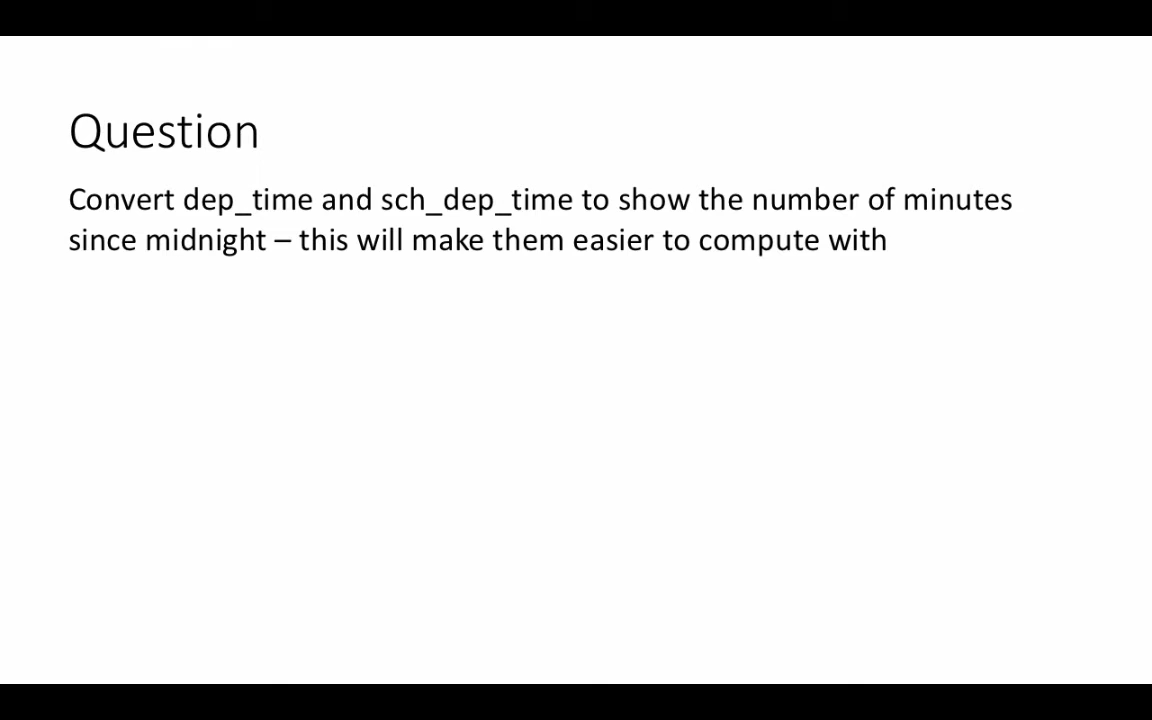 Question
Convert dep_time and sch_dep_time to show the number of minutes
since midnight – this will make them easier to compute with